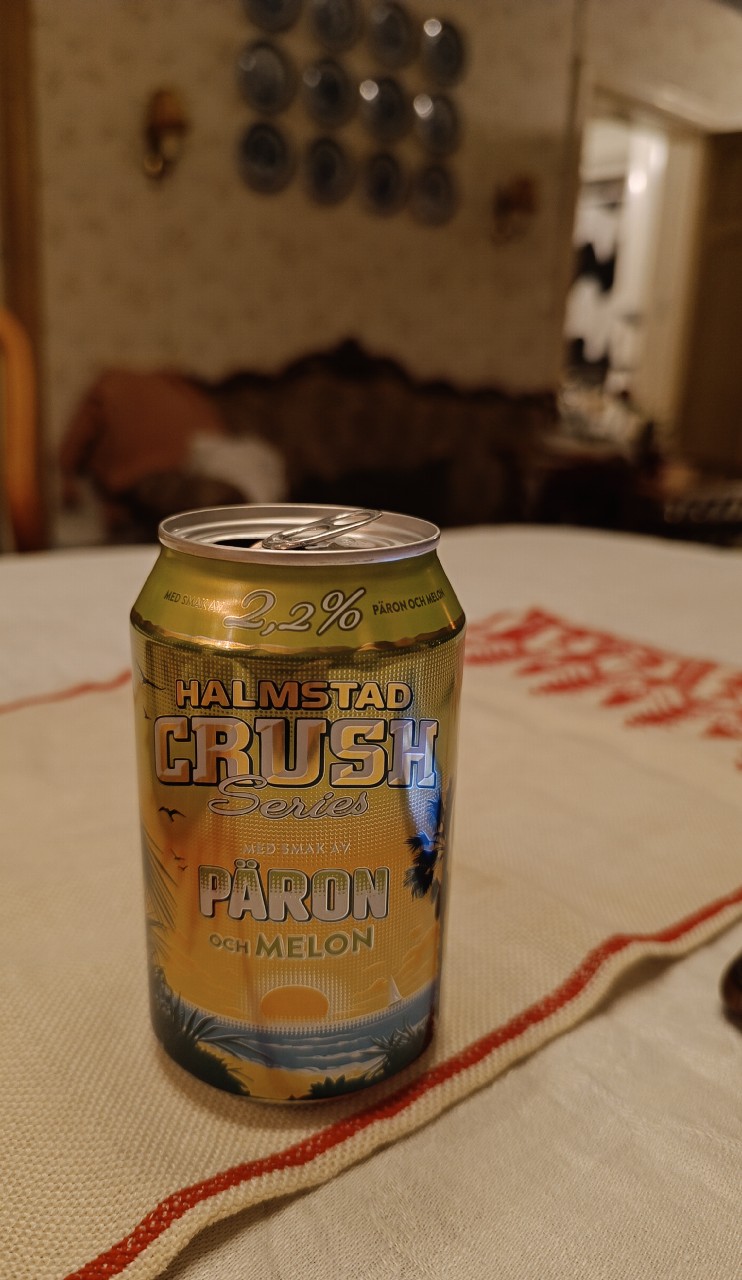 MED SMAK AV 2,2% PÄRON OCH MELON
HALMSTAD
CRUSH
Series
MED SMAK AV
PÄRON
OCH MELON